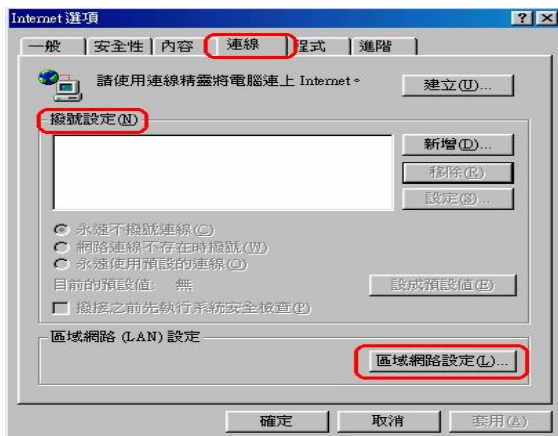 Internet 選項
一般 安全性 內容 連線 程式 進階
請使用連線精靈將電腦連上 Internet。
建立(U)...
撥號設定(N)
新增(D)...
移除(R)
設定(S)...
永遠不撥號連線(C)
網路連線不存在時撥號(W)
永遠使用預設的連線(O)
目前的預設值: 無
設成預設值(E)
撥接之前先執行系統安全檢查(P)
區域網路 (LAN) 設定
區域網路設定(L)...
確定 取消 套用(A)